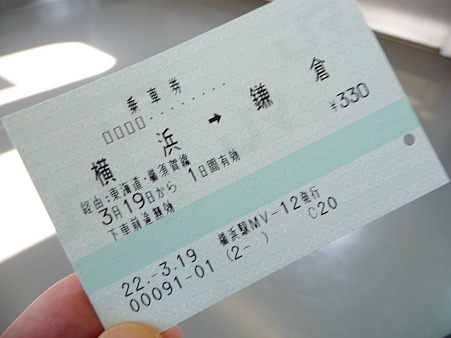 乗車券
□□□□・・・・・・・・・・
横浜 ➡ 鎌倉
経由:東海道・横須賀線 ¥330
3月19日から 1日間有効
下車前途無効
22.-3.19 横浜駅MV-12発行
00091-01 (2- ) C20